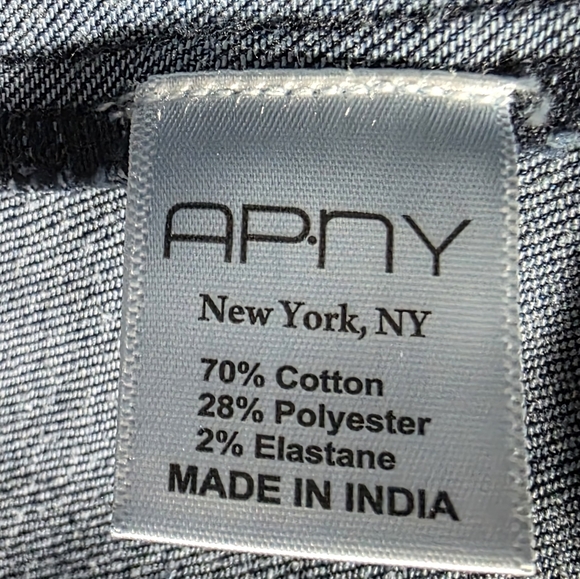 AP·NY
New York, NY
70% Cotton
28% Polyester
2% Elastane
MADE IN INDIA